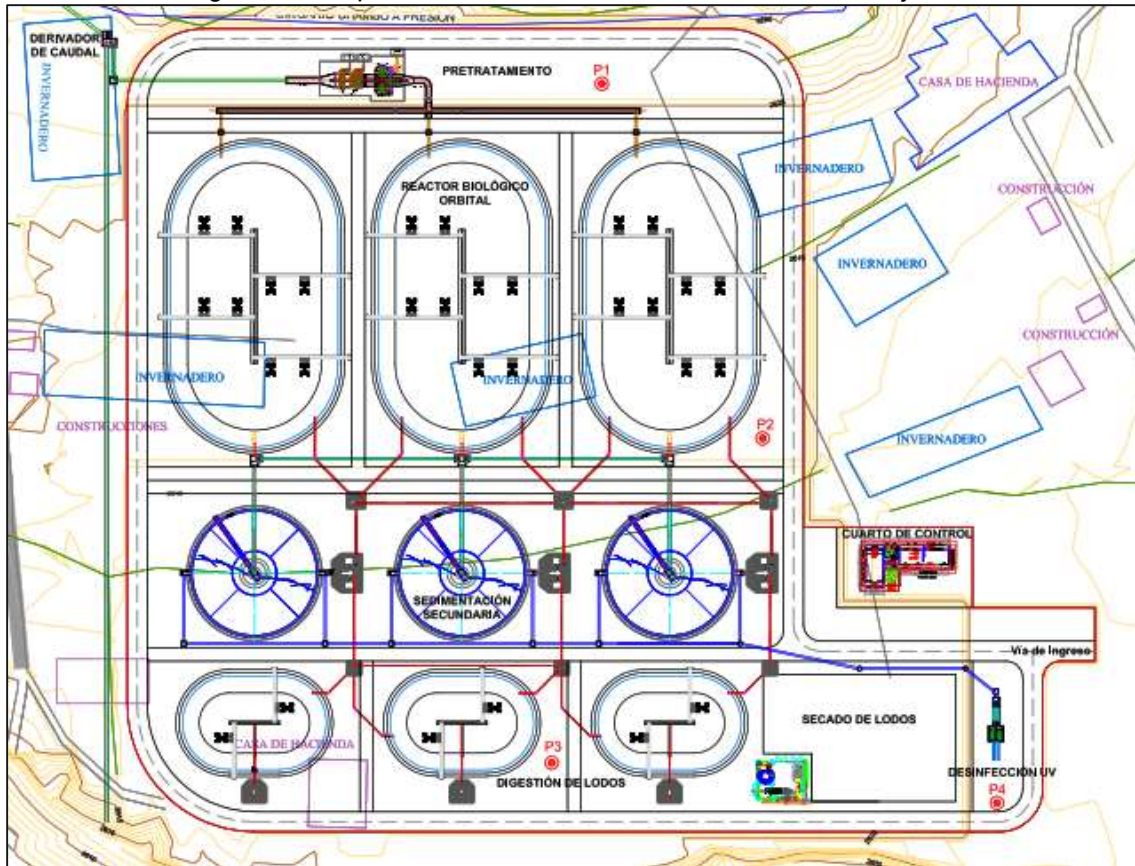 DERIVADOR
DE CAUDAL
INVERNADERO
PRETRATAMIENTO
P1
CASA DE HACIENDA
INVERNADERO
REACTOR BIOLÓGICO
ORBITAL
CONSTRUCCIÓN
INVERNADERO
CONSTRUCCIÓN
INVERNADERO
INVERNADERO
CONSTRUCCIONES
P2
INVERNADERO
CUARTO DE CONTROL
SEDIMENTACIÓN
SECUNDARIA
Vía de Ingreso
SECADO DE LODOS
CASA DE HACIENDA
P3
DIGESTIÓN DE LODOS
DESINFECCIÓN UV
P4